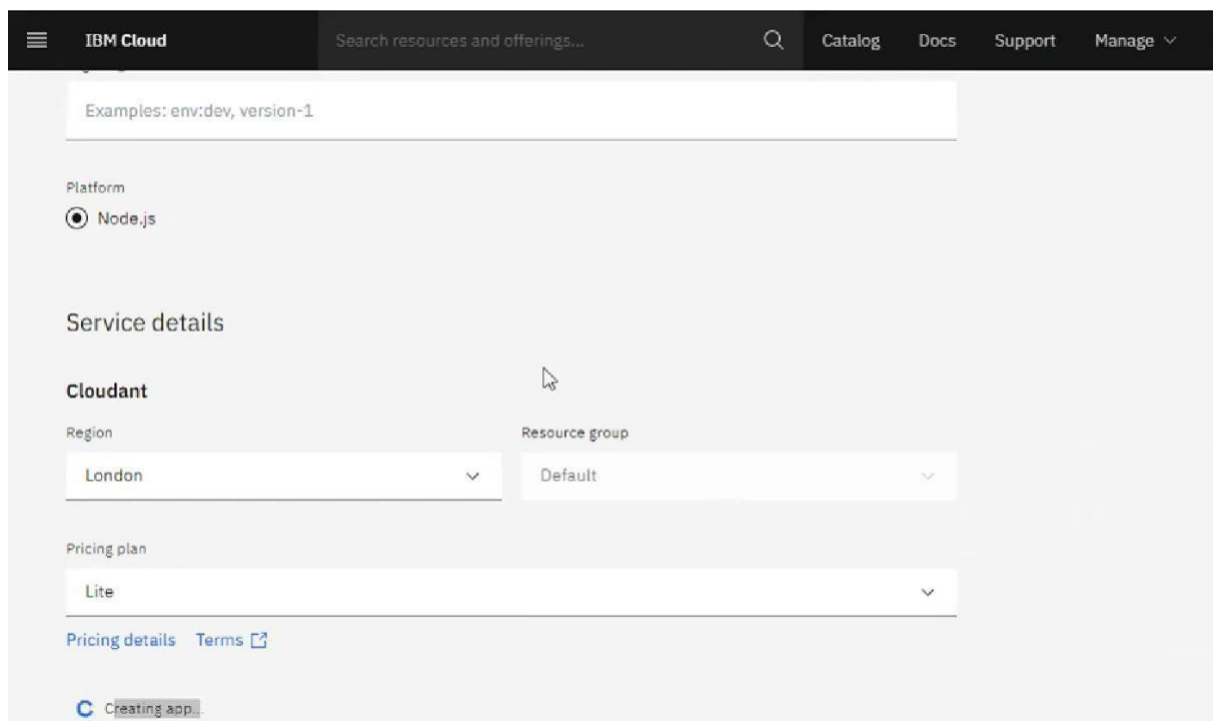 IBM Cloud Search resources and offerings... Catalog Docs Support Manage
Examples: env:dev, version-1
Platform
Node.js
Service details
Cloudant
Region Resource group
London Default
Pricing plan
Lite
Pricing details Terms
Creating app...